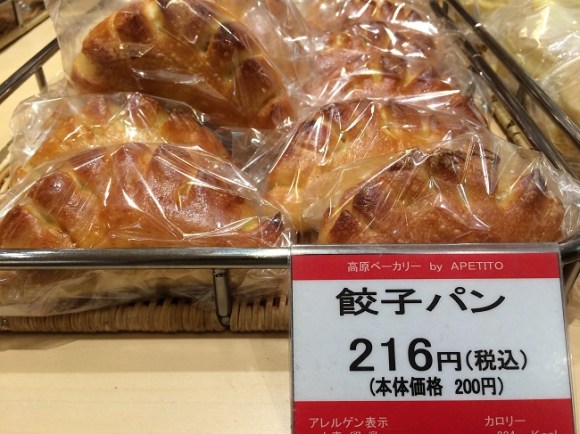 高原ベーカリー by APETITO
餃子パン
216円(税込)
(本体価格 200円)
アレルゲン表示 カロリー